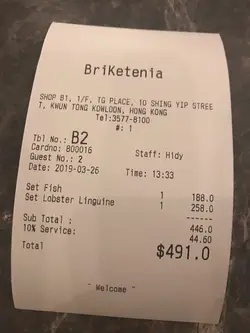 BriKetenia
SHOP B1, 1/F. TG PLACE, 10 SHING YIP STREE
T, KWUN TONG KOWLOON, HONG KONG
Tel:3577-8100
#: 1
Tbl No.: B2
Cardno: 800016 Staff: Hidy
Guest No.: 2
Date: 2019-03-26 Time: 13:33
Set Fish 1 188.0
Set Lobster Linguine 1 258.0
------
Sub Total : 446.0
10% Service: 44.60
------
Total $491.0
- Welcome -